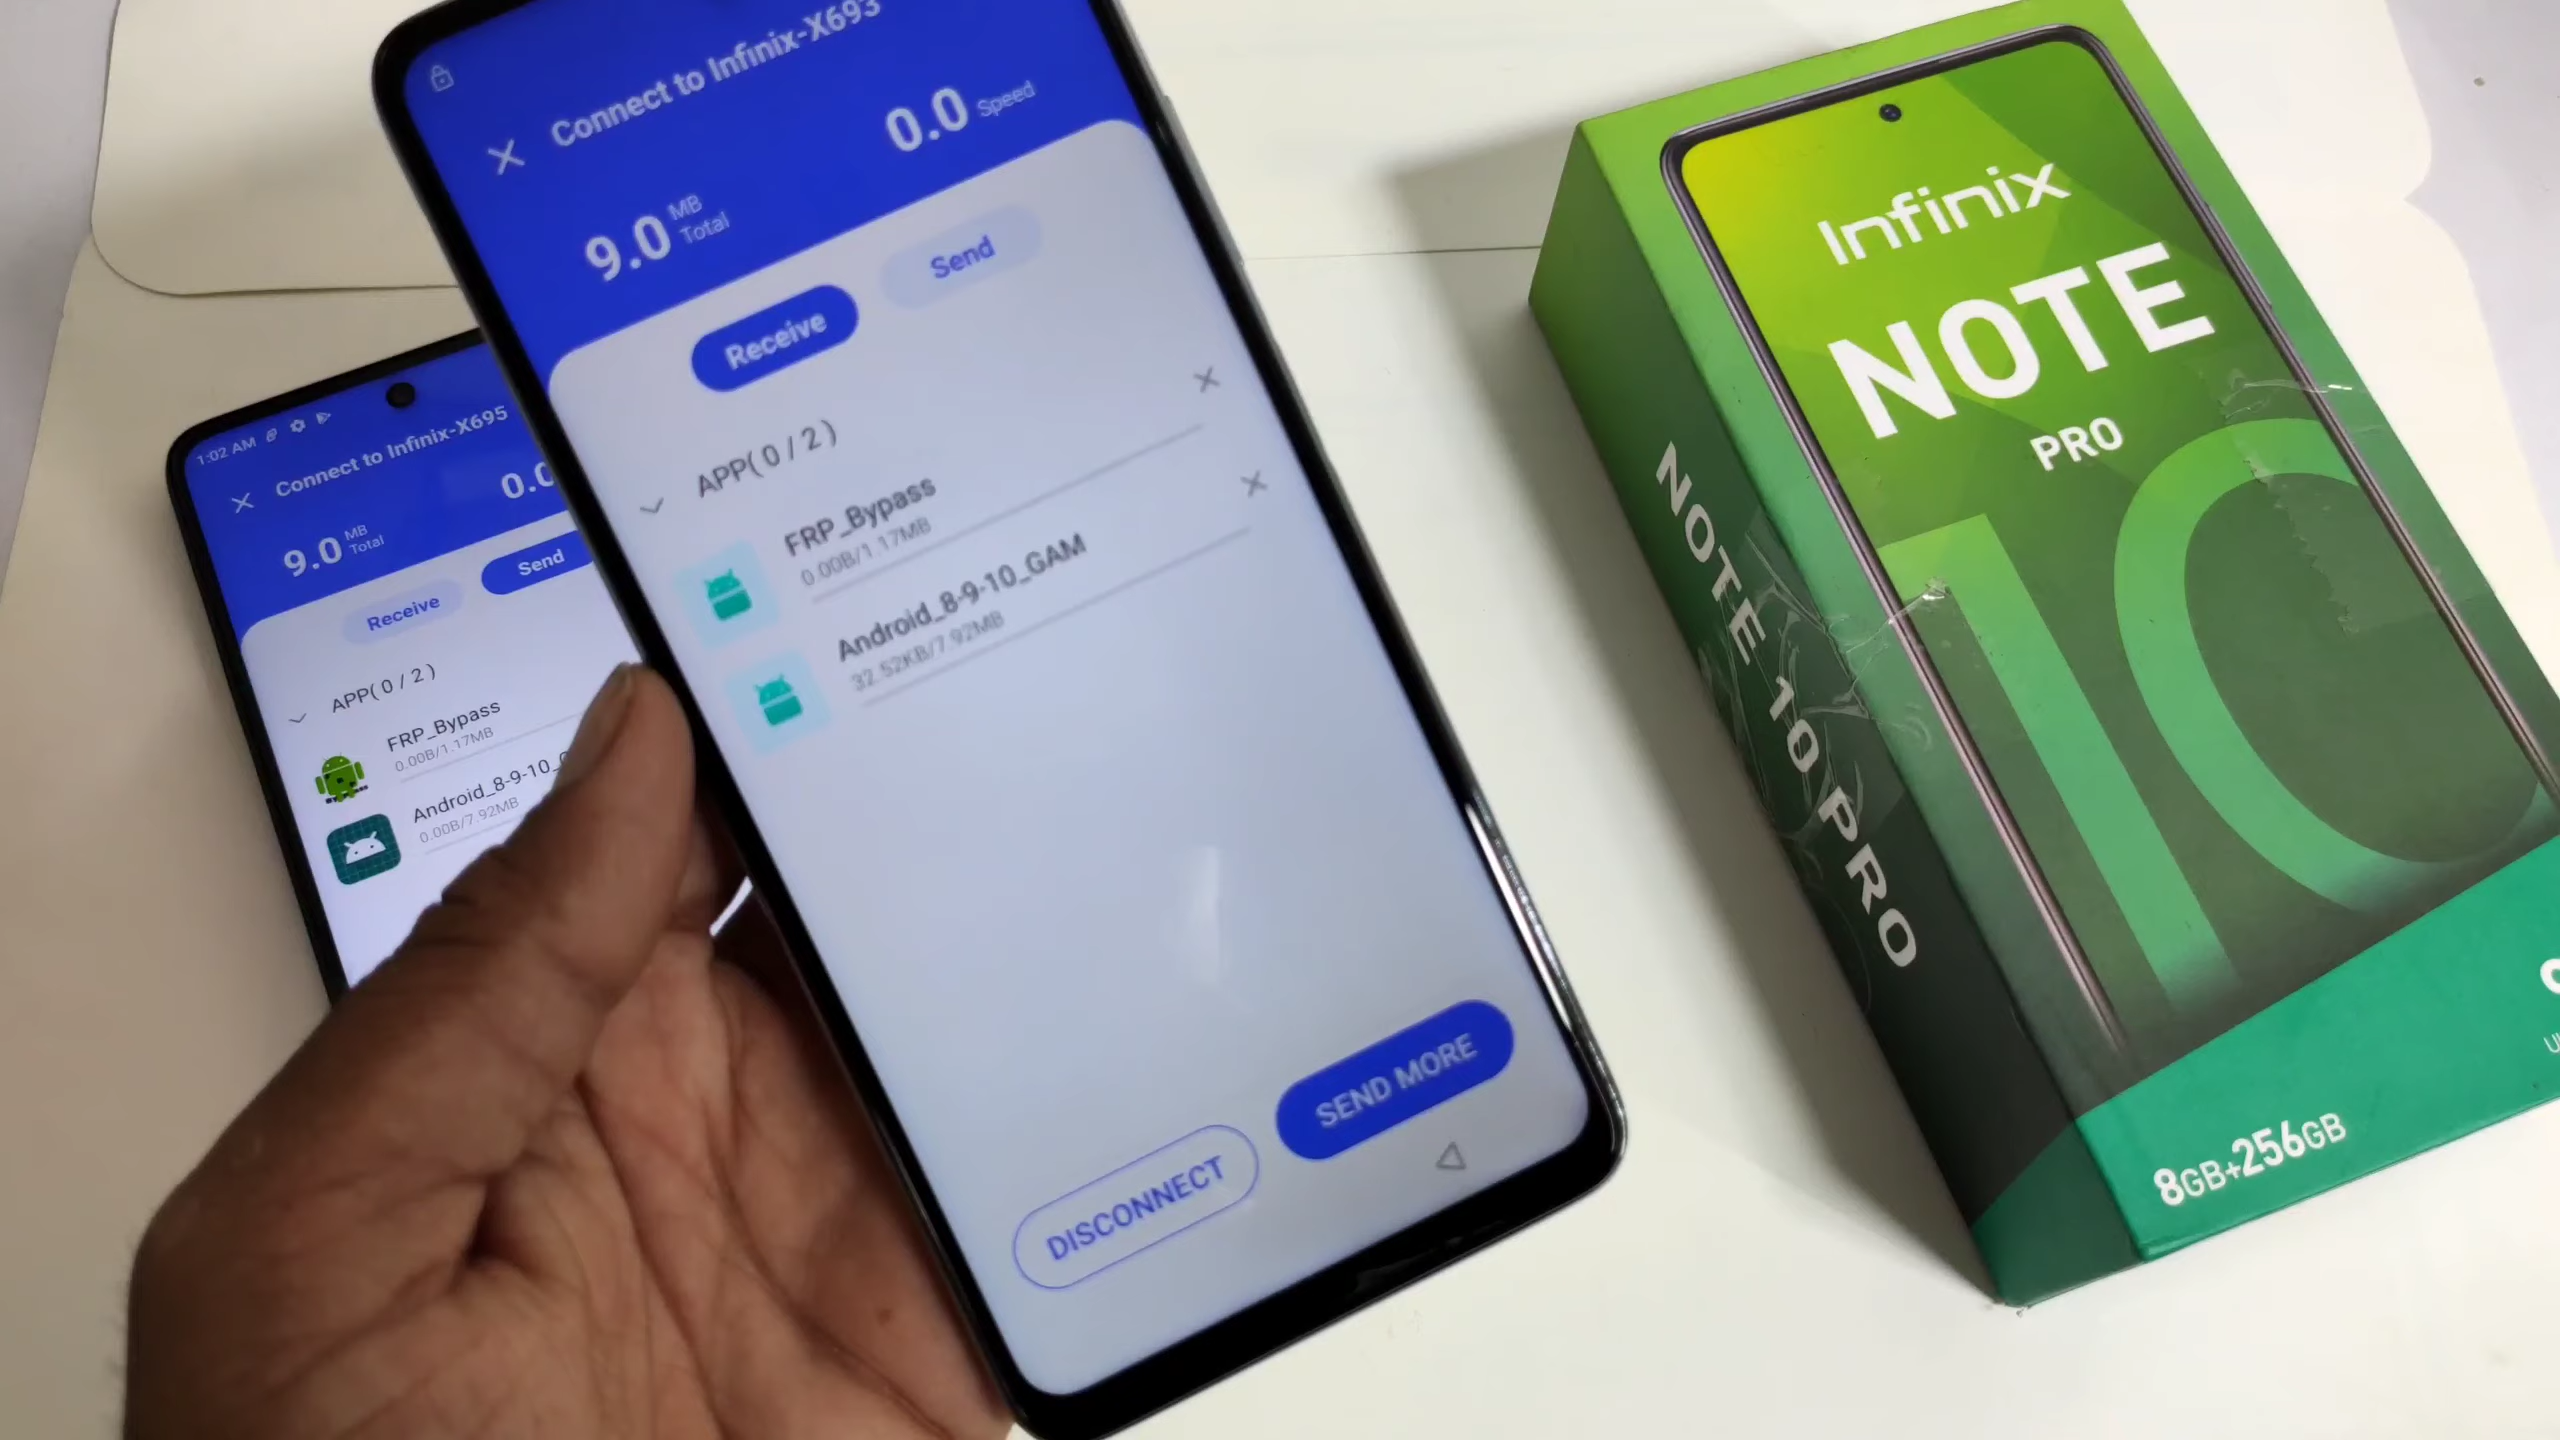 Connect to Infinix-X693
9.0 MB Total
0.0 Speed
Receive
Send
APP( 0 / 2 )
FRP_Bypass
0.00B/1.17MB
Android_8-9-10_GAM
32.52KB/7.92MB
DISCONNECT
SEND MORE
1:02 AM
Connect to Infinix-X695
9.0 MB Total
Receive
Send
APP( 0 / 2 )
FRP_Bypass
0.00B/1.17MB
Android_8-9-10_
0.00B/7.92MB
Infinix
NOTE
PRO
10
NOTE 10 PRO
8GB+256GB